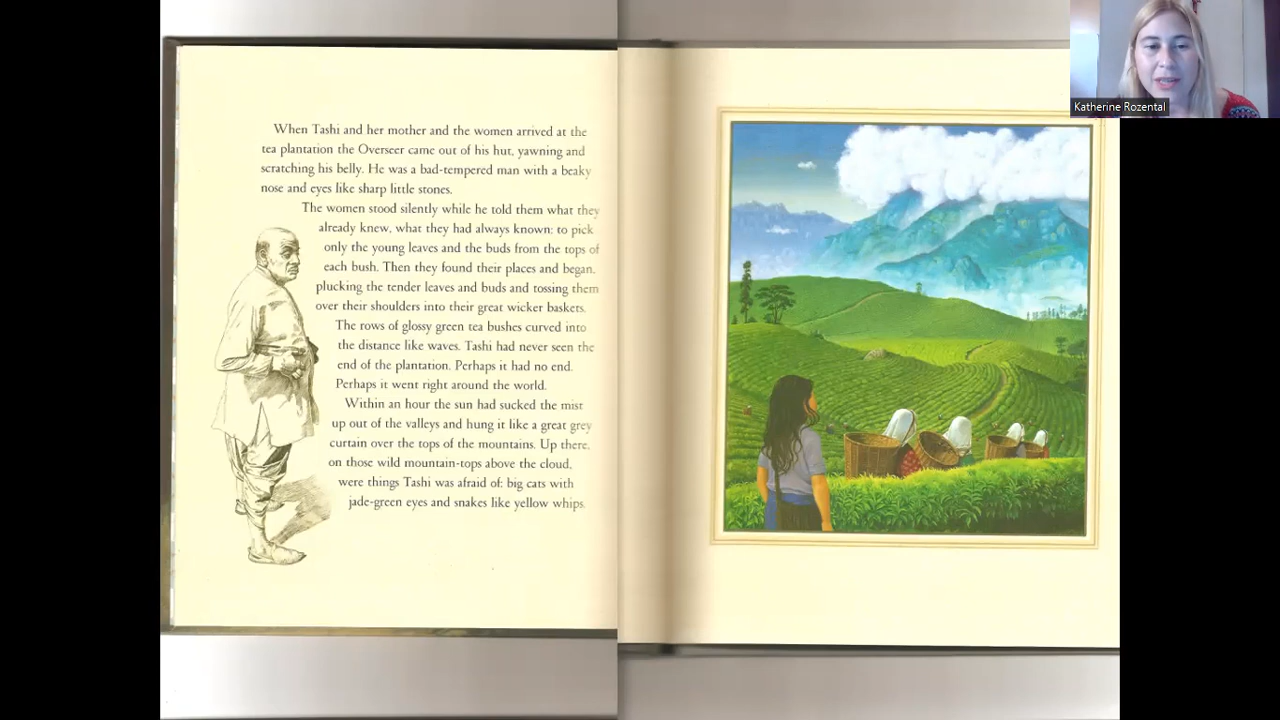 When Tashi and her mother and the women arrived at the
tea plantation the Overseer came out of his hut, yawning and
scratching his belly. He was a bad-tempered man with a beaky
nose and eyes like sharp little stones.
The women stood silently while he told them what they
already knew, what they had always known: to pick
only the young leaves and the buds from the tops of
each bush. Then they found their places and began,
plucking the tender leaves and buds and tossing them
over their shoulders into their great wicker baskets.
The rows of glossy green tea bushes curved into
the distance like waves. Tashi had never seen the
end of the plantation. Perhaps it had no end.
Perhaps it went right around the world.
Within an hour the sun had sucked the mist
up out of the valleys and hung it like a great grey
curtain over the tops of the mountains. Up there,
on those wild mountain-tops above the cloud,
were things Tashi was afraid of: big cats with
jade-green eyes and snakes like yellow whips.
Katherine Rozental